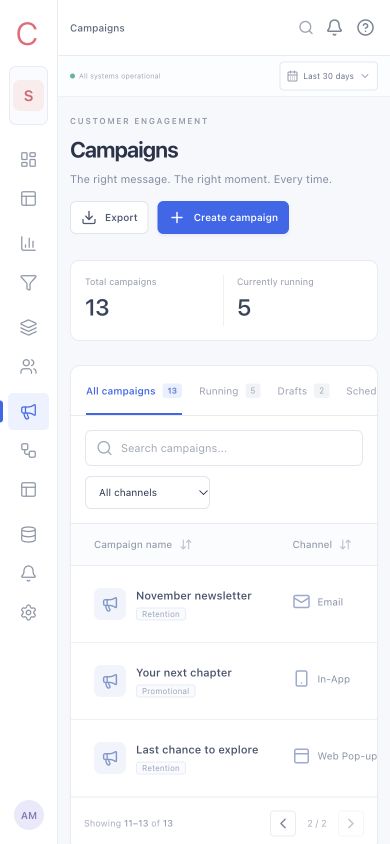 C
Campaigns
S
All systems operational
Last 30 days
CUSTOMER ENGAGEMENT
Campaigns
The right message. The right moment. Every time.
Export
Create campaign
Total campaigns
Currently running
13
5
All campaigns 13 Running 5 Drafts 2 Sched
Search campaigns...
All channels
Campaign name Channel
November newsletter
Retention
Email
Your next chapter
Promotional
In-App
Last chance to explore
Retention
Web Pop-up
Showing 11–13 of 13
2 / 2
AM